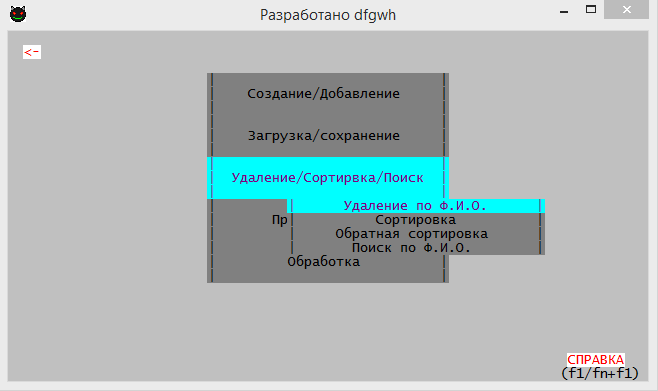 Разработано dfgwh
<-
Создание/Добавление
Загрузка/сохранение
Удаление/Сортирвка/Поиск
Удаление по Ф.И.О.
Пр Сортировка
Обратная сортировка
Поиск по Ф.И.О.
Обработка
СПРАВКА
(f1/fn+f1)